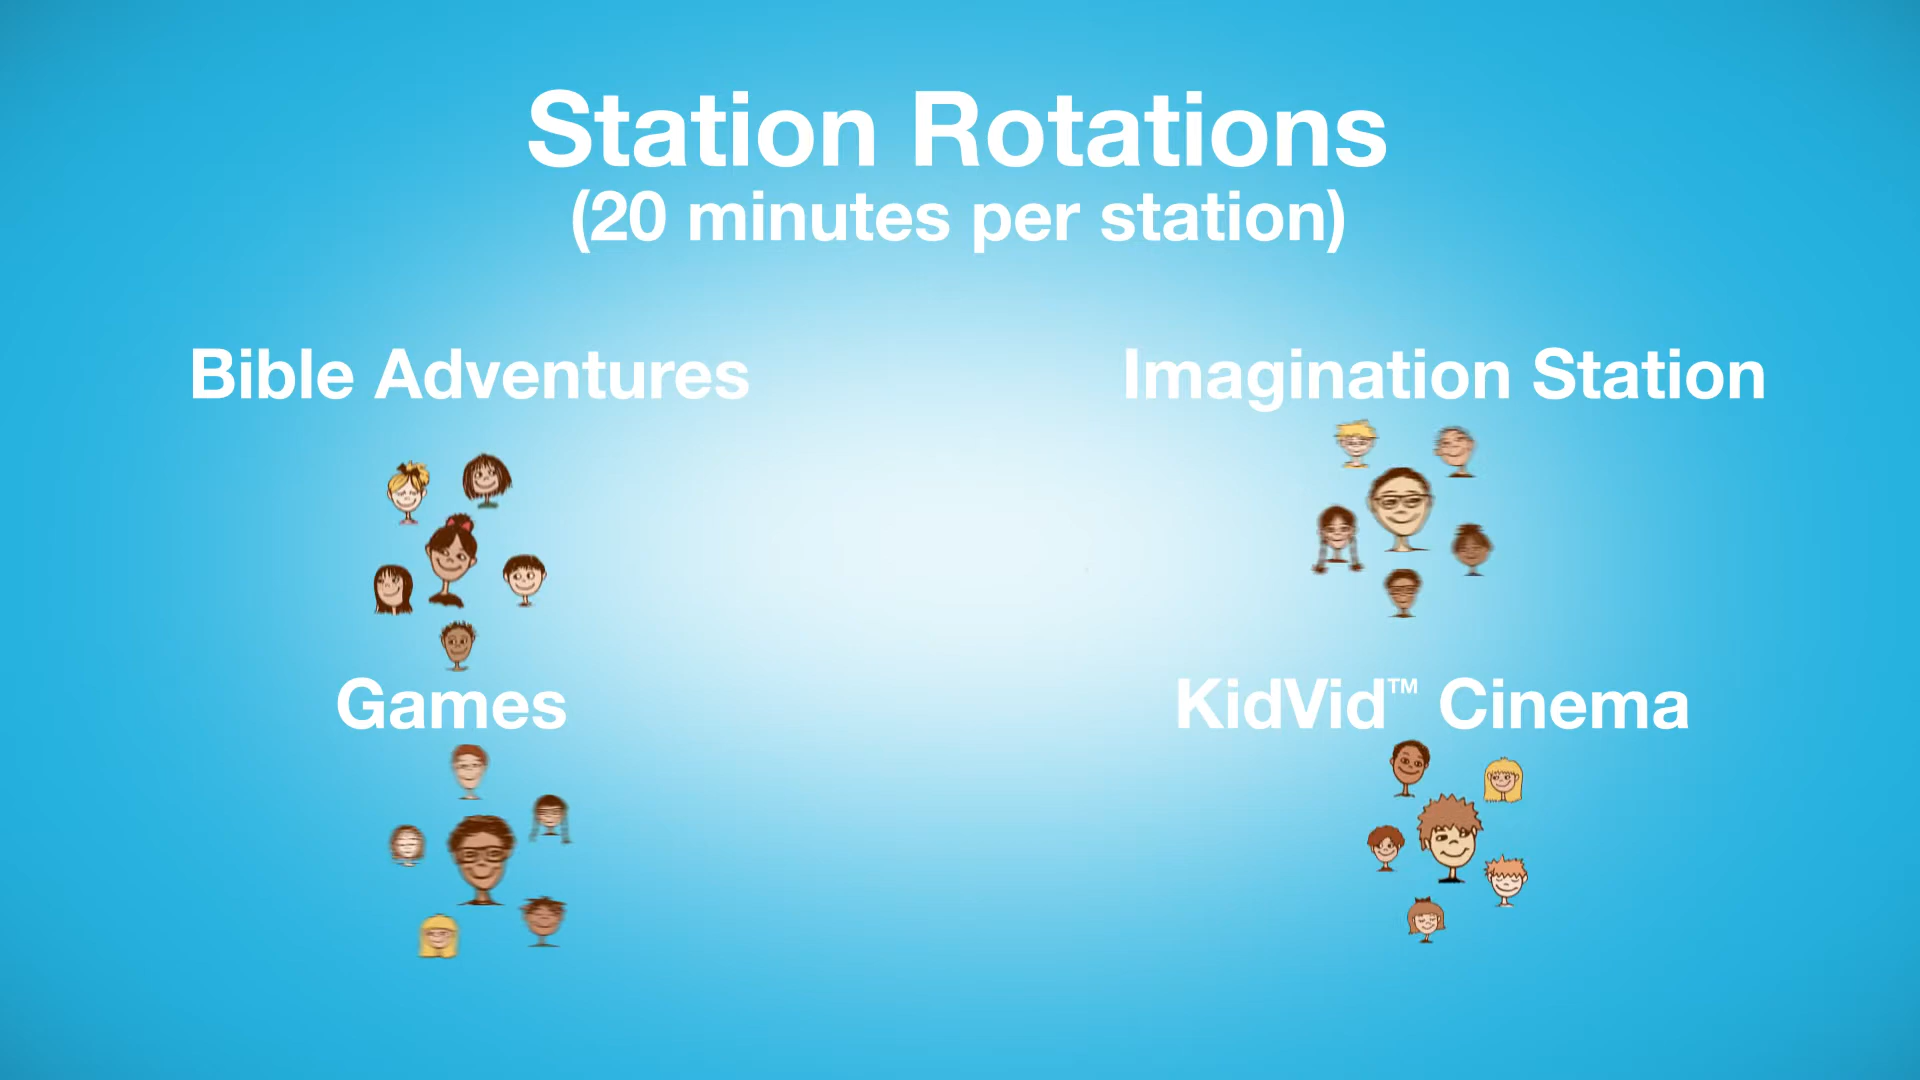 Station Rotations
(20 minutes per station)
Bible Adventures
Imagination Station
Games
KidVid™ Cinema